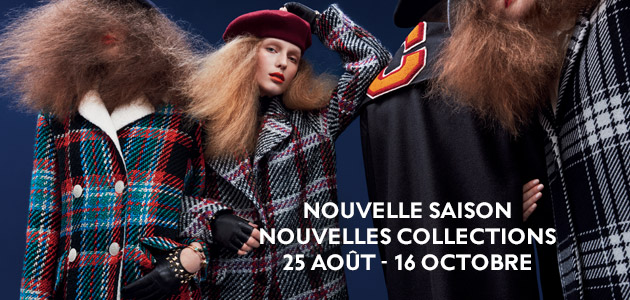 C
NOUVELLE SAISON
NOUVELLES COLLECTIONS
25 AOÛT - 16 OCTOBRE